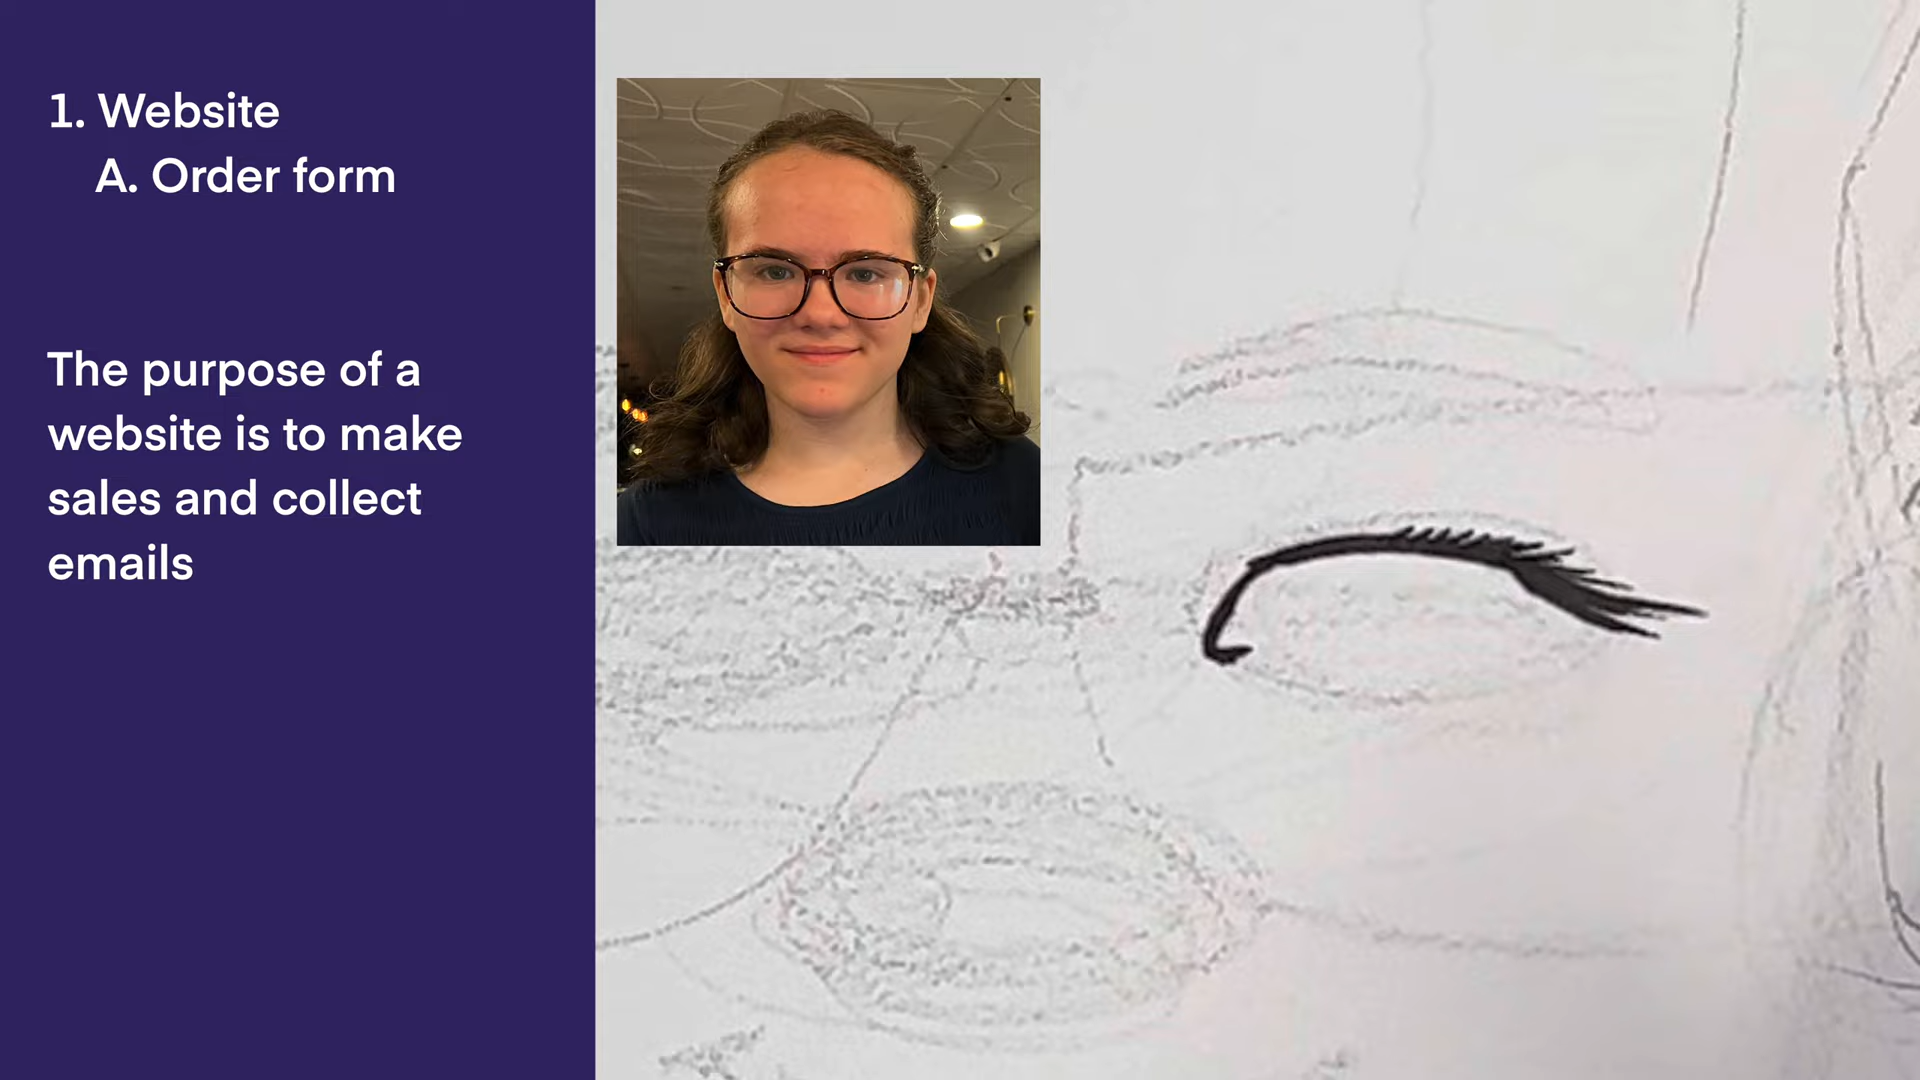 1. Website
A. Order form
The purpose of a
website is to make
sales and collect
emails